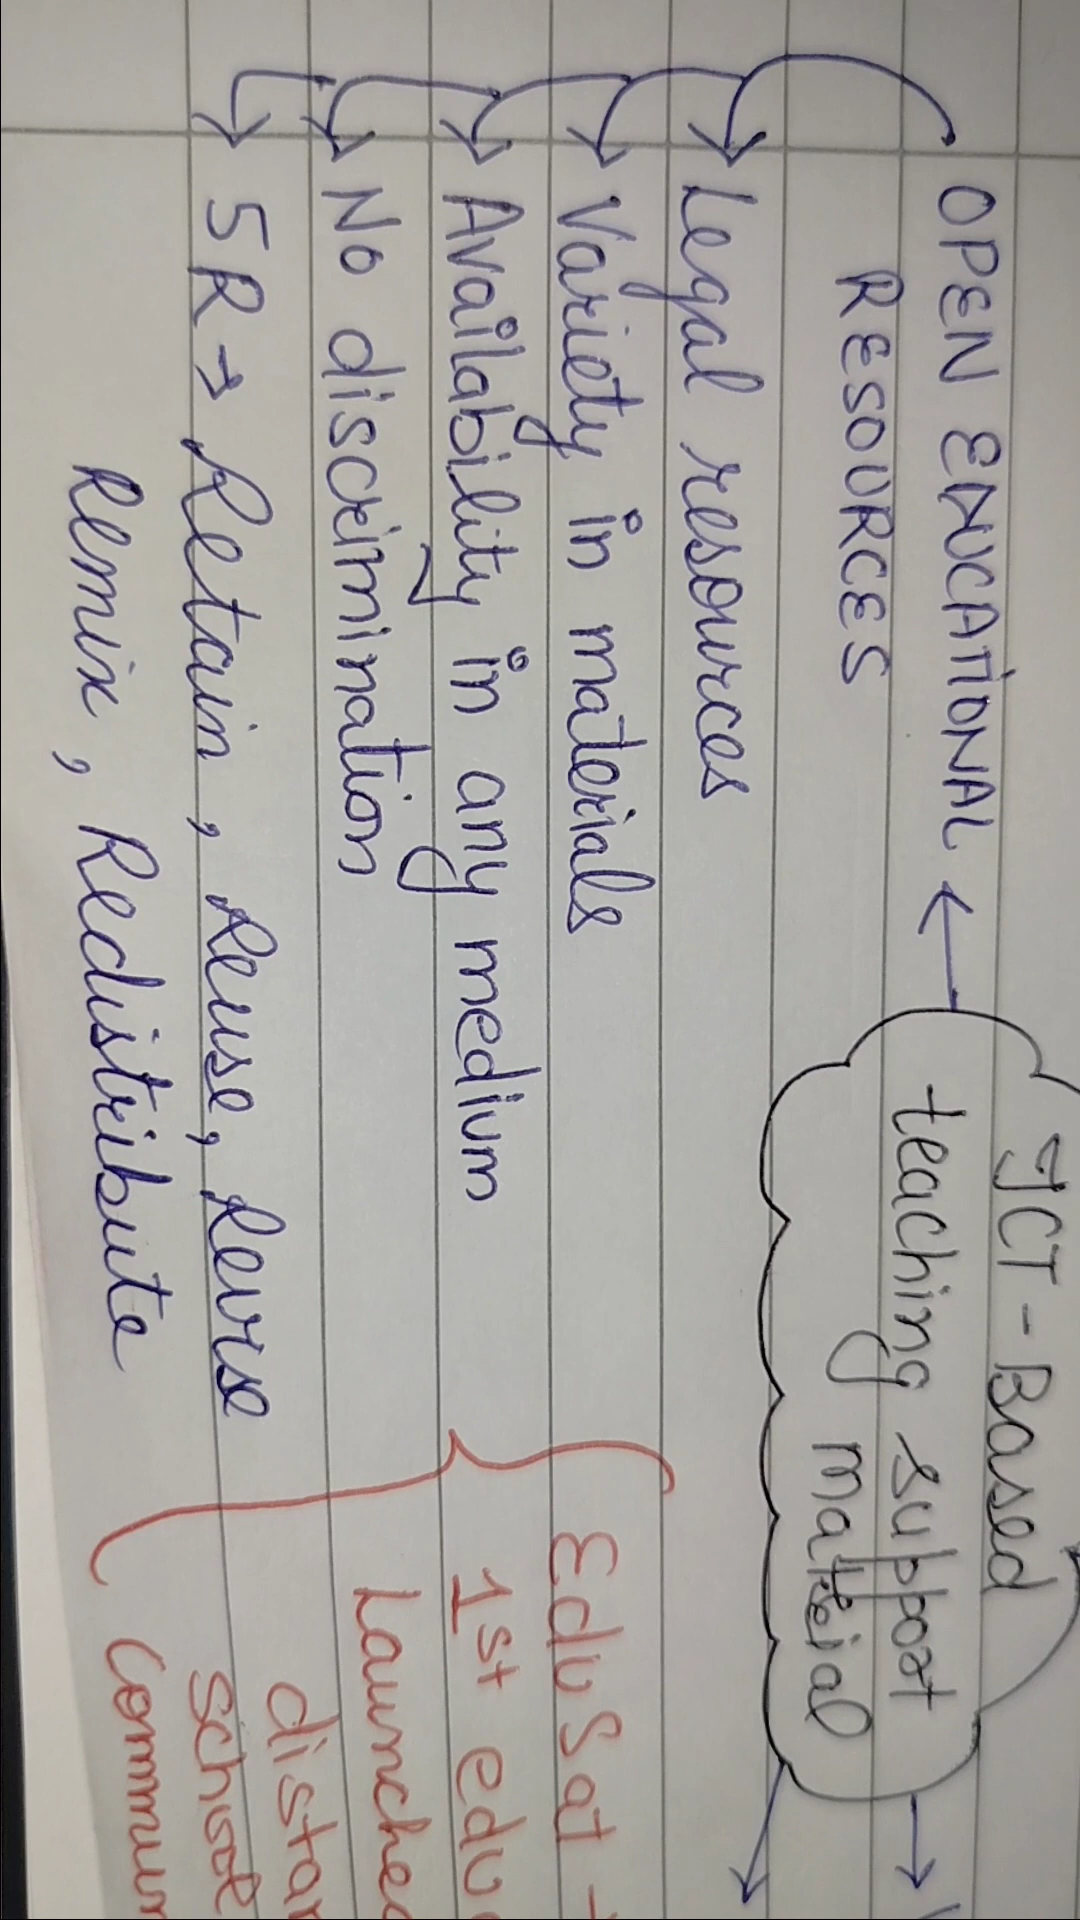 ICT-Based
teaching support
material
OPEN EDUCATIONAL
RESOURCES
Legal resources
Variety in materials
Availability in any medium
No discrimination
5R → Retain, Reuse, Revise
Remix, Redistribute
EduSat -
1st edu
Launched
distan
school
commun